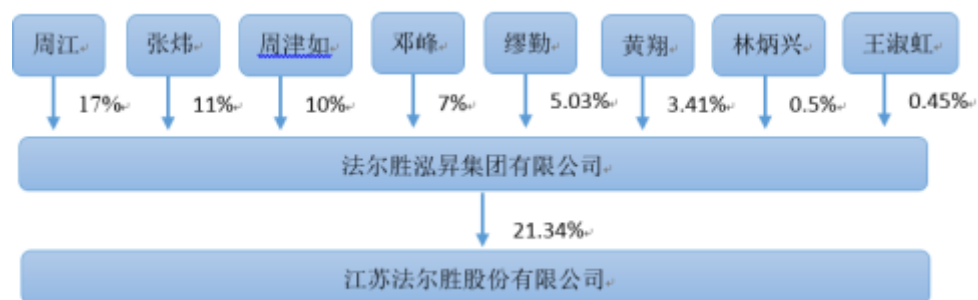 周江 张炜 周津如 邓峰 缪勤 黄翔 林炳兴 王淑虹
17% 11% 10% 7% 5.03% 3.41% 0.5% 0.45%
法尔胜泓昇集团有限公司
21.34%
江苏法尔胜股份有限公司